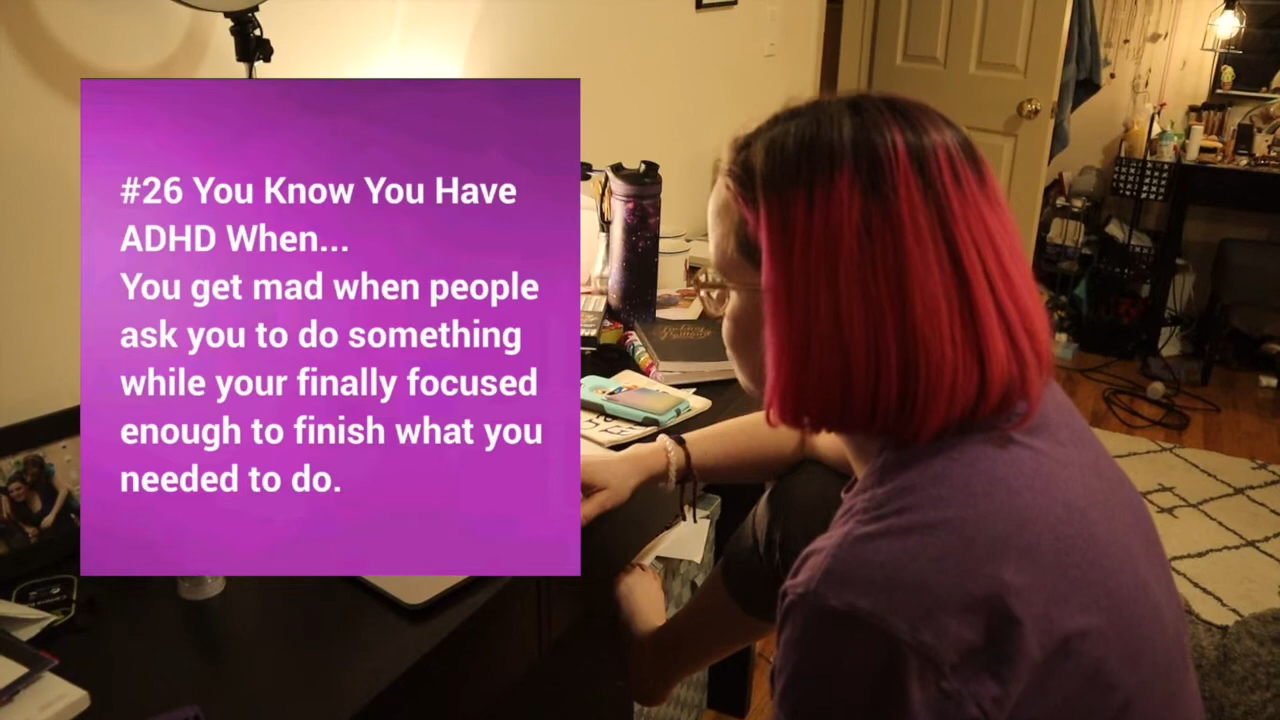 #26 You Know You Have
ADHD When...
You get mad when people
ask you to do something
while your finally focused
enough to finish what you
needed to do.